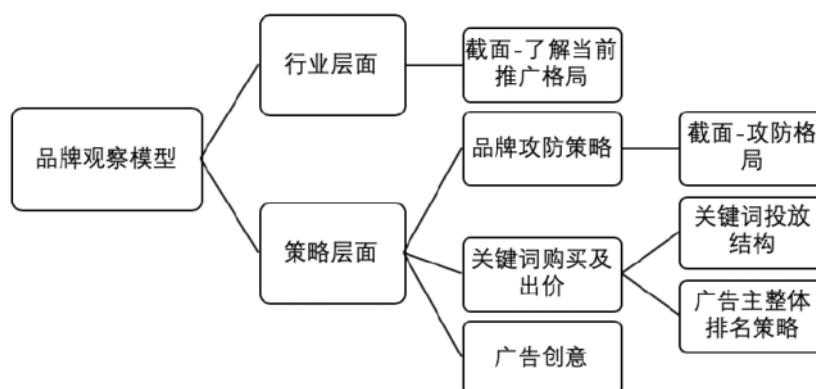 品牌观察模型
行业层面
截面-了解当前
推广格局
策略层面
品牌攻防策略
截面-攻防格
局
关键词购买及
出价
关键词投放
结构
广告主整体
排名策略
广告创意